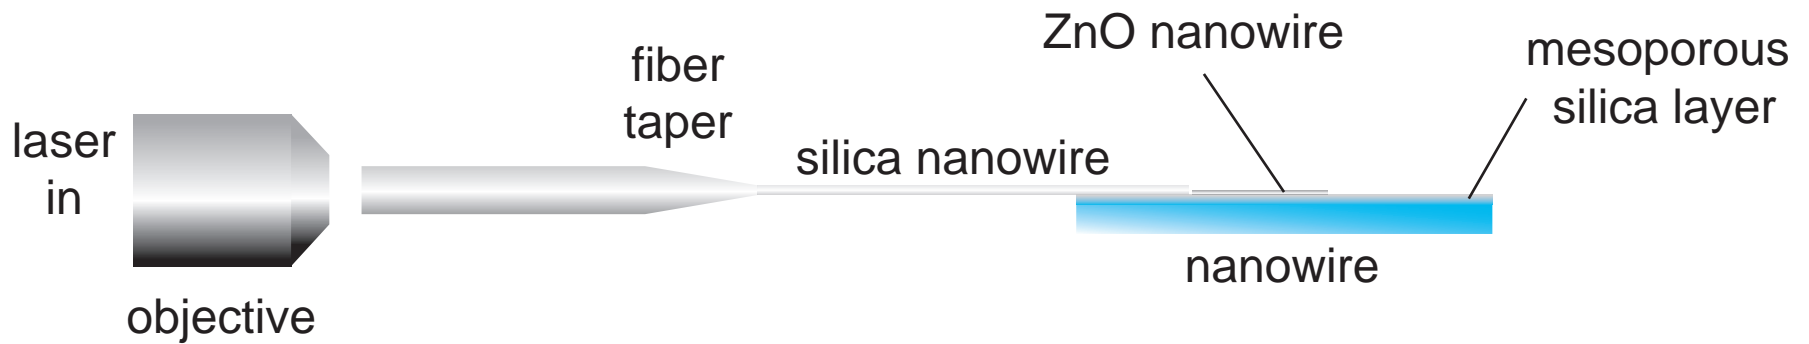 laser
in
objective
fiber
taper
silica nanowire
ZnO nanowire
nanowire
mesoporous
silica layer